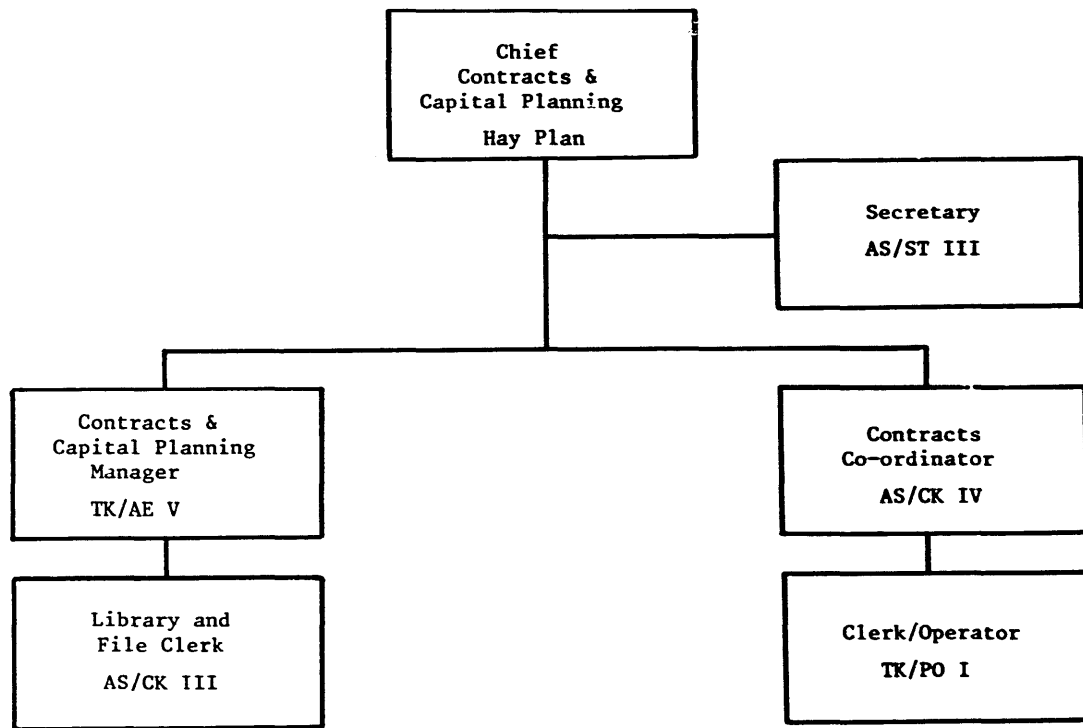 Chief
Contracts &
Capital Planning
Hay Plan
Secretary
AS/ST III
Contracts &
Capital Planning
Manager
TK/AE V
Contracts
Co-ordinator
AS/CK IV
Library and
File Clerk
AS/CK III
Clerk/Operator
TK/PO I